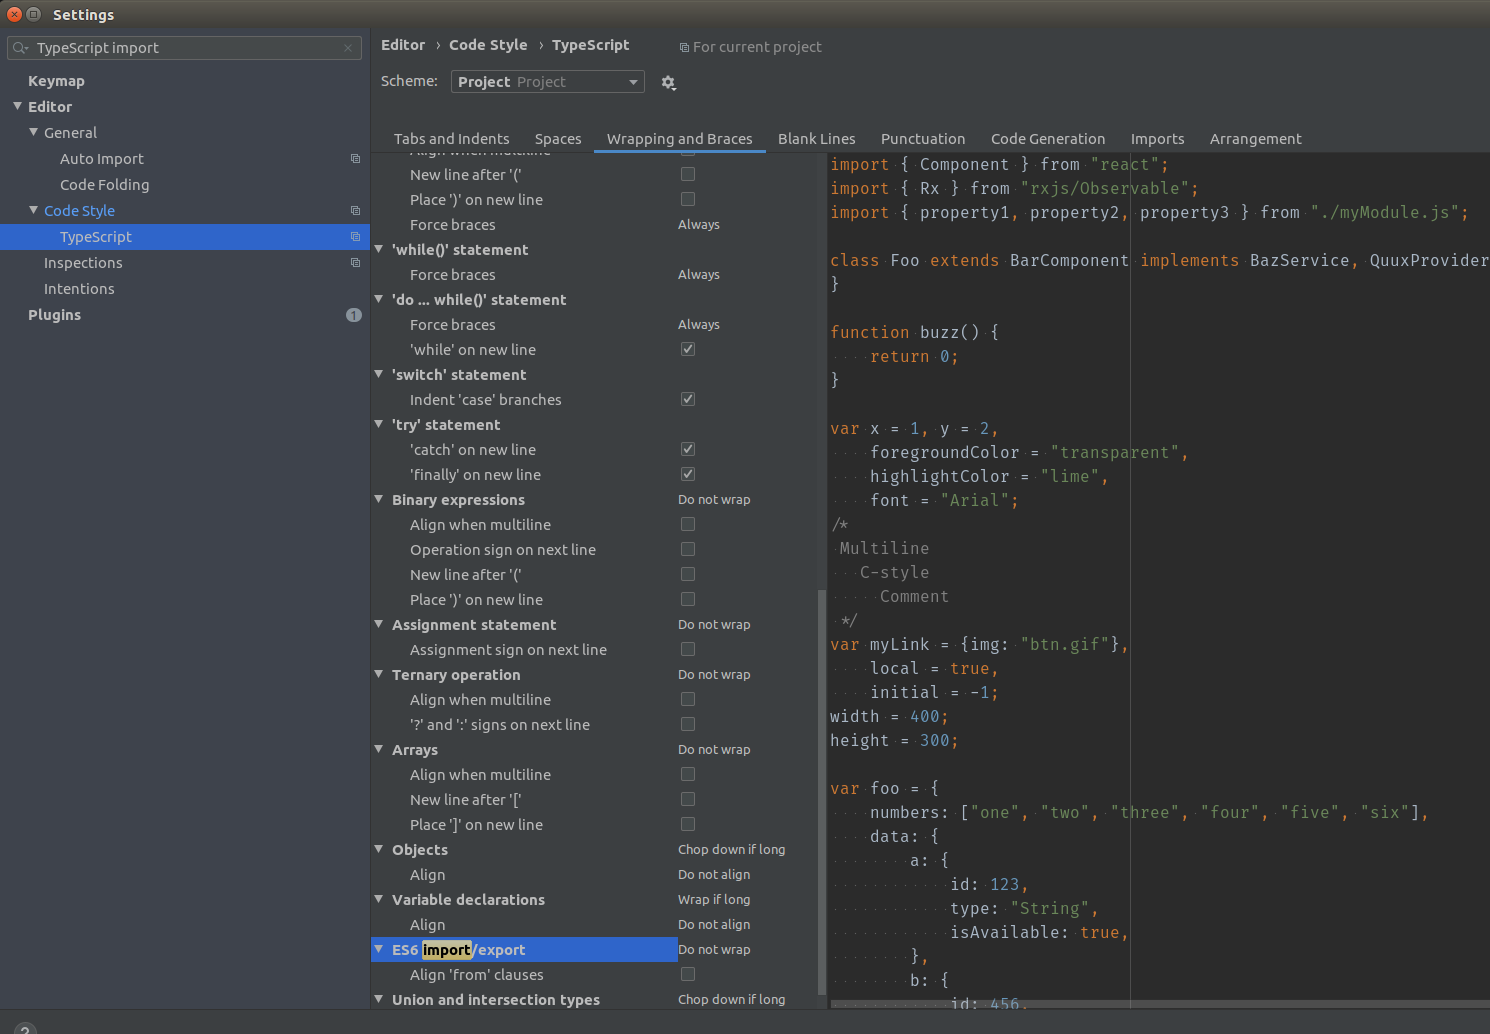 Settings
TypeScript import
Keymap
Editor
General
Auto Import
Code Folding
Code Style
TypeScript
Inspections
Intentions
Plugins 1
Editor › Code Style › TypeScript For current project
Scheme: Project Project
Tabs and Indents Spaces Wrapping and Braces Blank Lines Punctuation Code Generation Imports Arrangement
Align when multiline
New line after '('
Place ')' on new line
Force braces Always
'while()' statement
Force braces Always
'do ... while()' statement
Force braces Always
'while' on new line
'switch' statement
Indent 'case' branches
'try' statement
'catch' on new line
'finally' on new line
Binary expressions Do not wrap
Align when multiline
Operation sign on next line
New line after '('
Place ')' on new line
Assignment statement Do not wrap
Assignment sign on next line
Ternary operation Do not wrap
Align when multiline
'?' and ':' signs on next line
Arrays Do not wrap
Align when multiline
New line after '['
Place ']' on new line
Objects Chop down if long
Align Do not align
Variable declarations Wrap if long
Align Do not align
ES6 import/export Do not wrap
Align 'from' clauses
Union and intersection types Chop down if long
import { Component } from "react";
import { Rx } from "rxjs/Observable";
import { property1, property2, property3 } from "./myModule.js";
class Foo extends BarComponent implements BazService, QuuxProvider
}
function buzz() {
return 0;
}
var x = 1, y = 2,
foregroundColor = "transparent",
highlightColor = "lime",
font = "Arial";
/*
Multiline
C-style
Comment
*/
var myLink = {img: "btn.gif"},
local = true,
initial = -1;
width = 400;
height = 300;
var foo = {
numbers: ["one", "two", "three", "four", "five", "six"],
data: {
a: {
id: 123,
type: "String",
isAvailable: true,
},
b: {
id: 456,
?